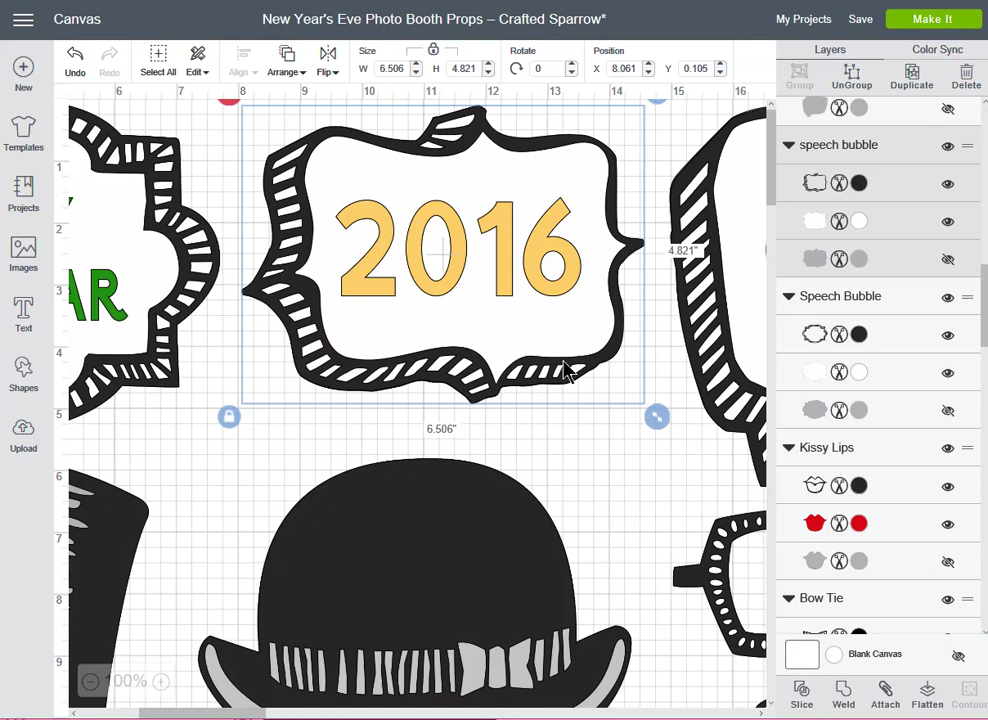 Canvas
New Year's Eve Photo Booth Props – Crafted Sparrow*
My Projects
Save
Make It
Undo
Redo
Select All
Edit
Align
Arrange
Flip
Size
W 6.506
H 4.821
Rotate
0
Position
X 8.061
Y 0.105
Layers
Color Sync
Group
UnGroup
Duplicate
Delete
New
Templates
Projects
Images
Text
Shapes
Upload
6 7 8 9 10 11 12 13 14 15 16
1
2
3
4
5
6
7
8
9
AR
2016
4.821"
6.506"
100%
speech bubble
Speech Bubble
Kissy Lips
Bow Tie
Blank Canvas
Slice
Weld
Attach
Flatten
Contour